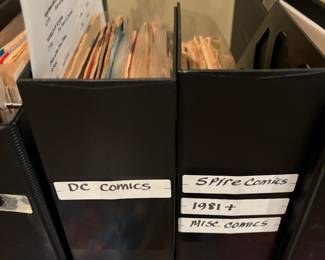 DC Comics
Spire Comics
1981 +
Misc. Comics